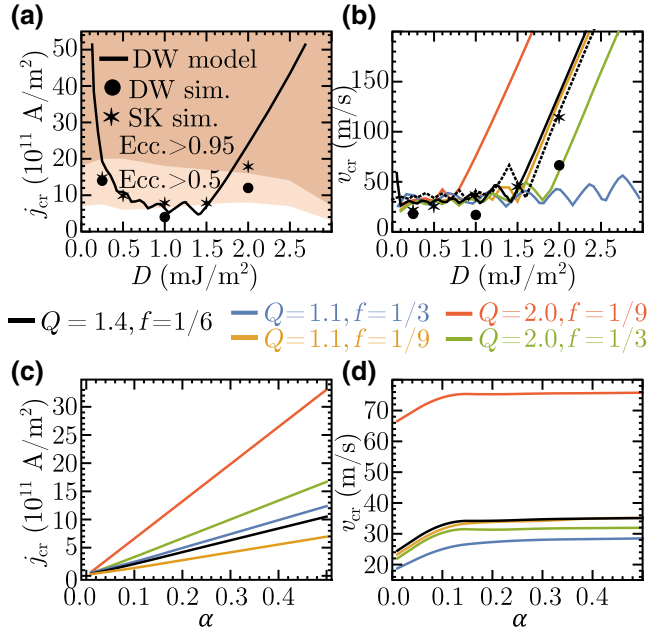 (a)
(b)
50
40
30
20
10
0
j_cr (10^11 A/m^2)
DW model
DW sim.
SK sim.
Ecc.>0.95
Ecc.>0.5
0.0 0.5 1.0 1.5 2.0 2.5
D (mJ/m^2)
150
100
50
0
v_cr (m/s)
0.0 0.5 1.0 1.5 2.0 2.5
D (mJ/m^2)
Q = 1.4, f = 1/6
Q = 1.1, f = 1/3
Q = 2.0, f = 1/9
Q = 1.1, f = 1/9
Q = 2.0, f = 1/3
(c)
(d)
30
25
20
15
10
5
0
j_cr (10^11 A/m^2)
0.0 0.1 0.2 0.3 0.4
α
70
60
50
40
30
20
v_cr (m/s)
0.0 0.1 0.2 0.3 0.4
α